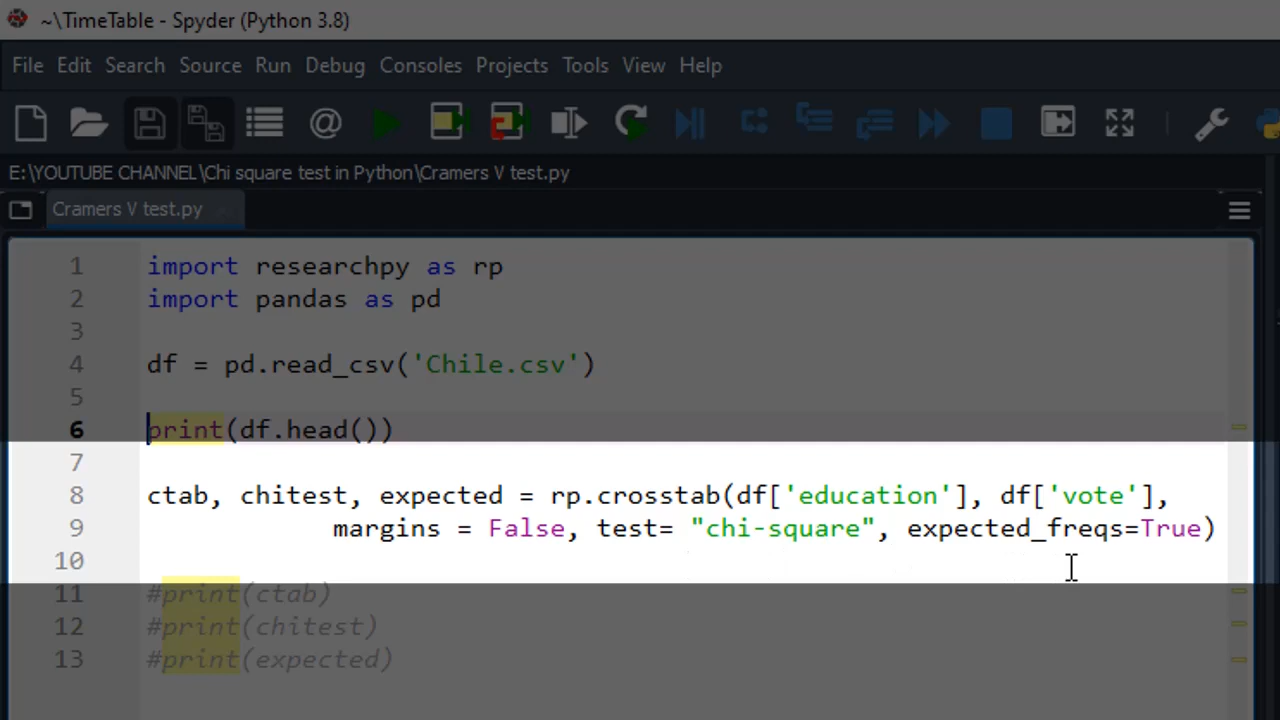 ~\TimeTable - Spyder (Python 3.8)
File Edit Search Source Run Debug Consoles Projects Tools View Help
E:\YOUTUBE CHANNEL\Chi square test in Python\Cramers V test.py
Cramers V test.py
1 import researchpy as rp
2 import pandas as pd
3
4 df = pd.read_csv('Chile.csv')
5
6 print(df.head())
7
8 ctab, chitest, expected = rp.crosstab(df['education'], df['vote'],
9 margins = False, test= "chi-square", expected_freqs=True)
10
11 #print(ctab)
12 #print(chitest)
13 #print(expected)